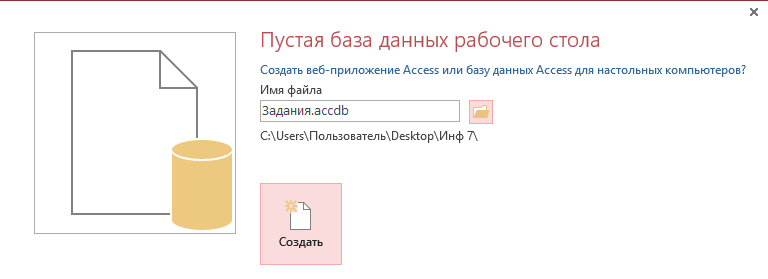 Пустая база данных рабочего стола
Создать веб-приложение Access или базу данных Access для настольных компьютеров?
Имя файла
Задания.accdb
C:\Users\Пользователь\Desktop\Инф 7\
Создать